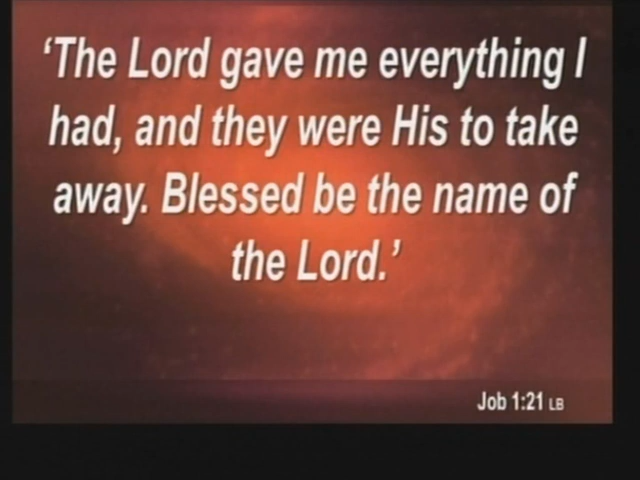 ‘The Lord gave me everything I
had, and they were His to take
away. Blessed be the name of
the Lord.’
Job 1:21 LB